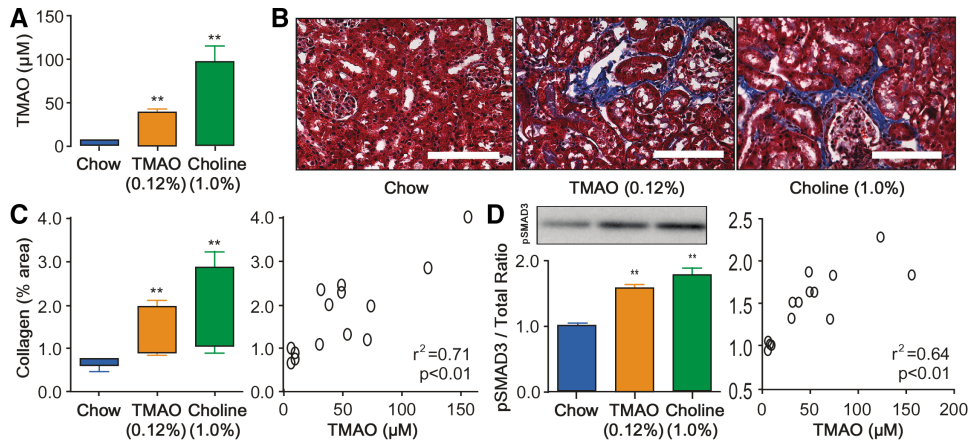 A
TMAO (µM)
150
100
50
0
**
**
Chow
TMAO
(0.12%)
Choline
(1.0%)
B
Chow
TMAO (0.12%)
Choline (1.0%)
C
Collagen (% area)
4.0
3.0
2.0
1.0
0.0
**
**
Chow
TMAO
(0.12%)
Choline
(1.0%)
4.0
3.0
2.0
1.0
0.0
r²=0.71
p<0.01
0
50
100
150
TMAO (µM)
D
pSMAD3
pSMAD3 / Total Ratio
2.0
1.0
0.0
**
**
Chow
TMAO
(0.12%)
Choline
(1.0%)
2.5
2.0
1.5
1.0
0.5
r²=0.64
p<0.01
0
50
100
150
200
TMAO (µM)